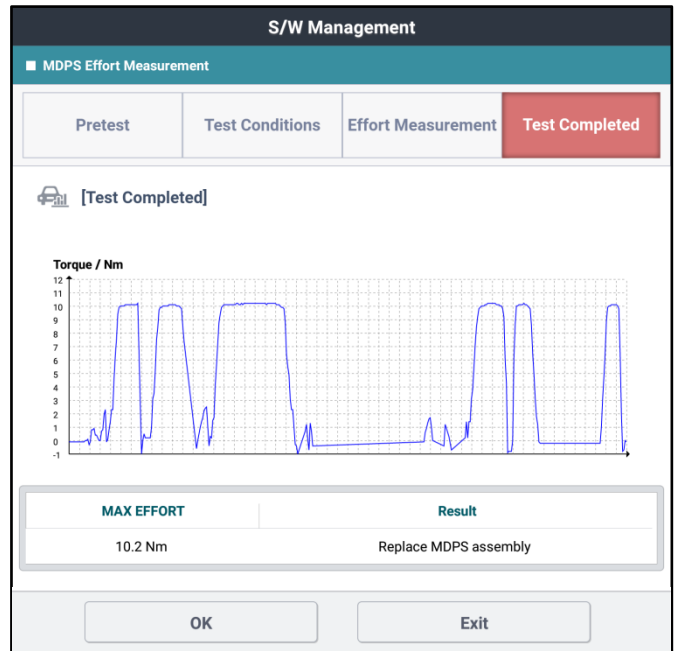 S/W Management
MDPS Effort Measurement
Pretest
Test Conditions
Effort Measurement
Test Completed
[Test Completed]
Torque / Nm
12
11
10
9
8
7
6
5
4
3
2
1
0
-1
MAX EFFORT Result
10.2 Nm Replace MDPS assembly
OK Exit